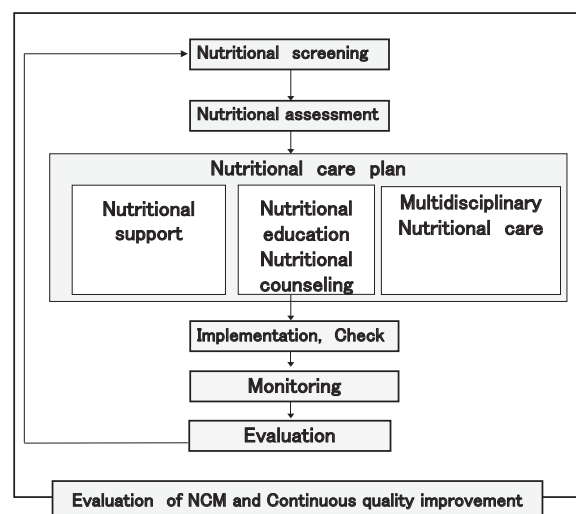 Nutritional screening
Nutritional assessment
Nutritional care plan
Nutritional
support
Nutritional
education
Nutritional
counseling
Multidisciplinary
Nutritional care
Implementation, Check
Monitoring
Evaluation
Evaluation of NCM and Continuous quality improvement